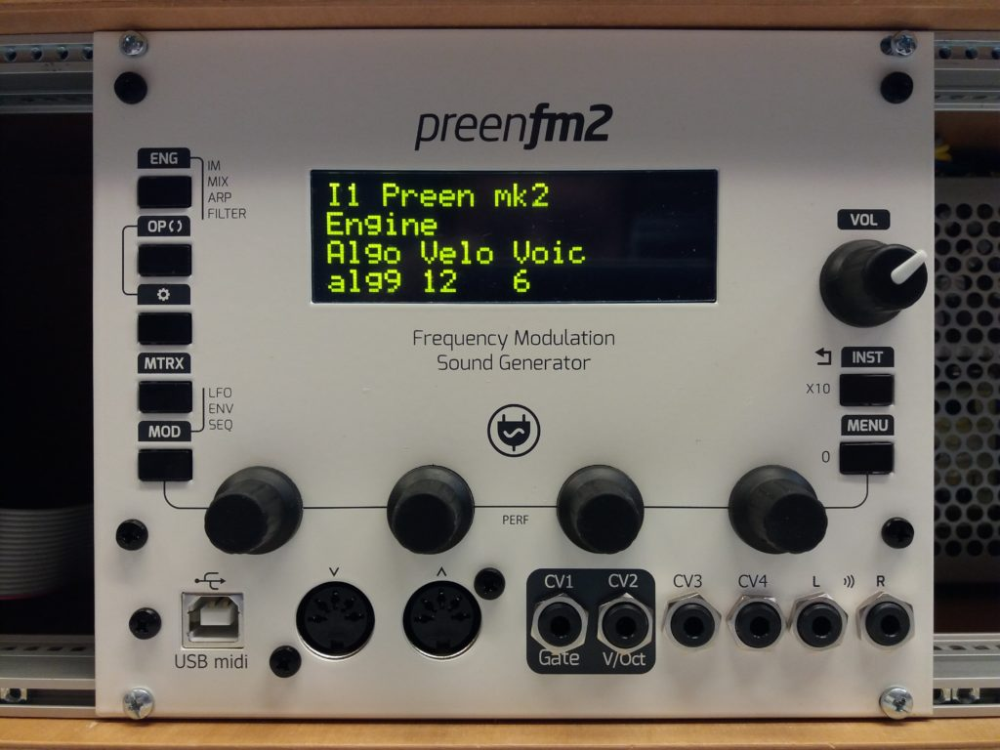 preenfm2
ENG
IM
MIX
ARP
FILTER
OP()
MTRX
LFO
ENV
SEQ
MOD
I1 Preen mk2
Engine
Algo Velo Voic
alg9 12 6
Frequency Modulation
Sound Generator
VOL
INST
X10
MENU
0
PERF
USB midi
CV1 CV2 CV3 CV4 L R
Gate V/Oct